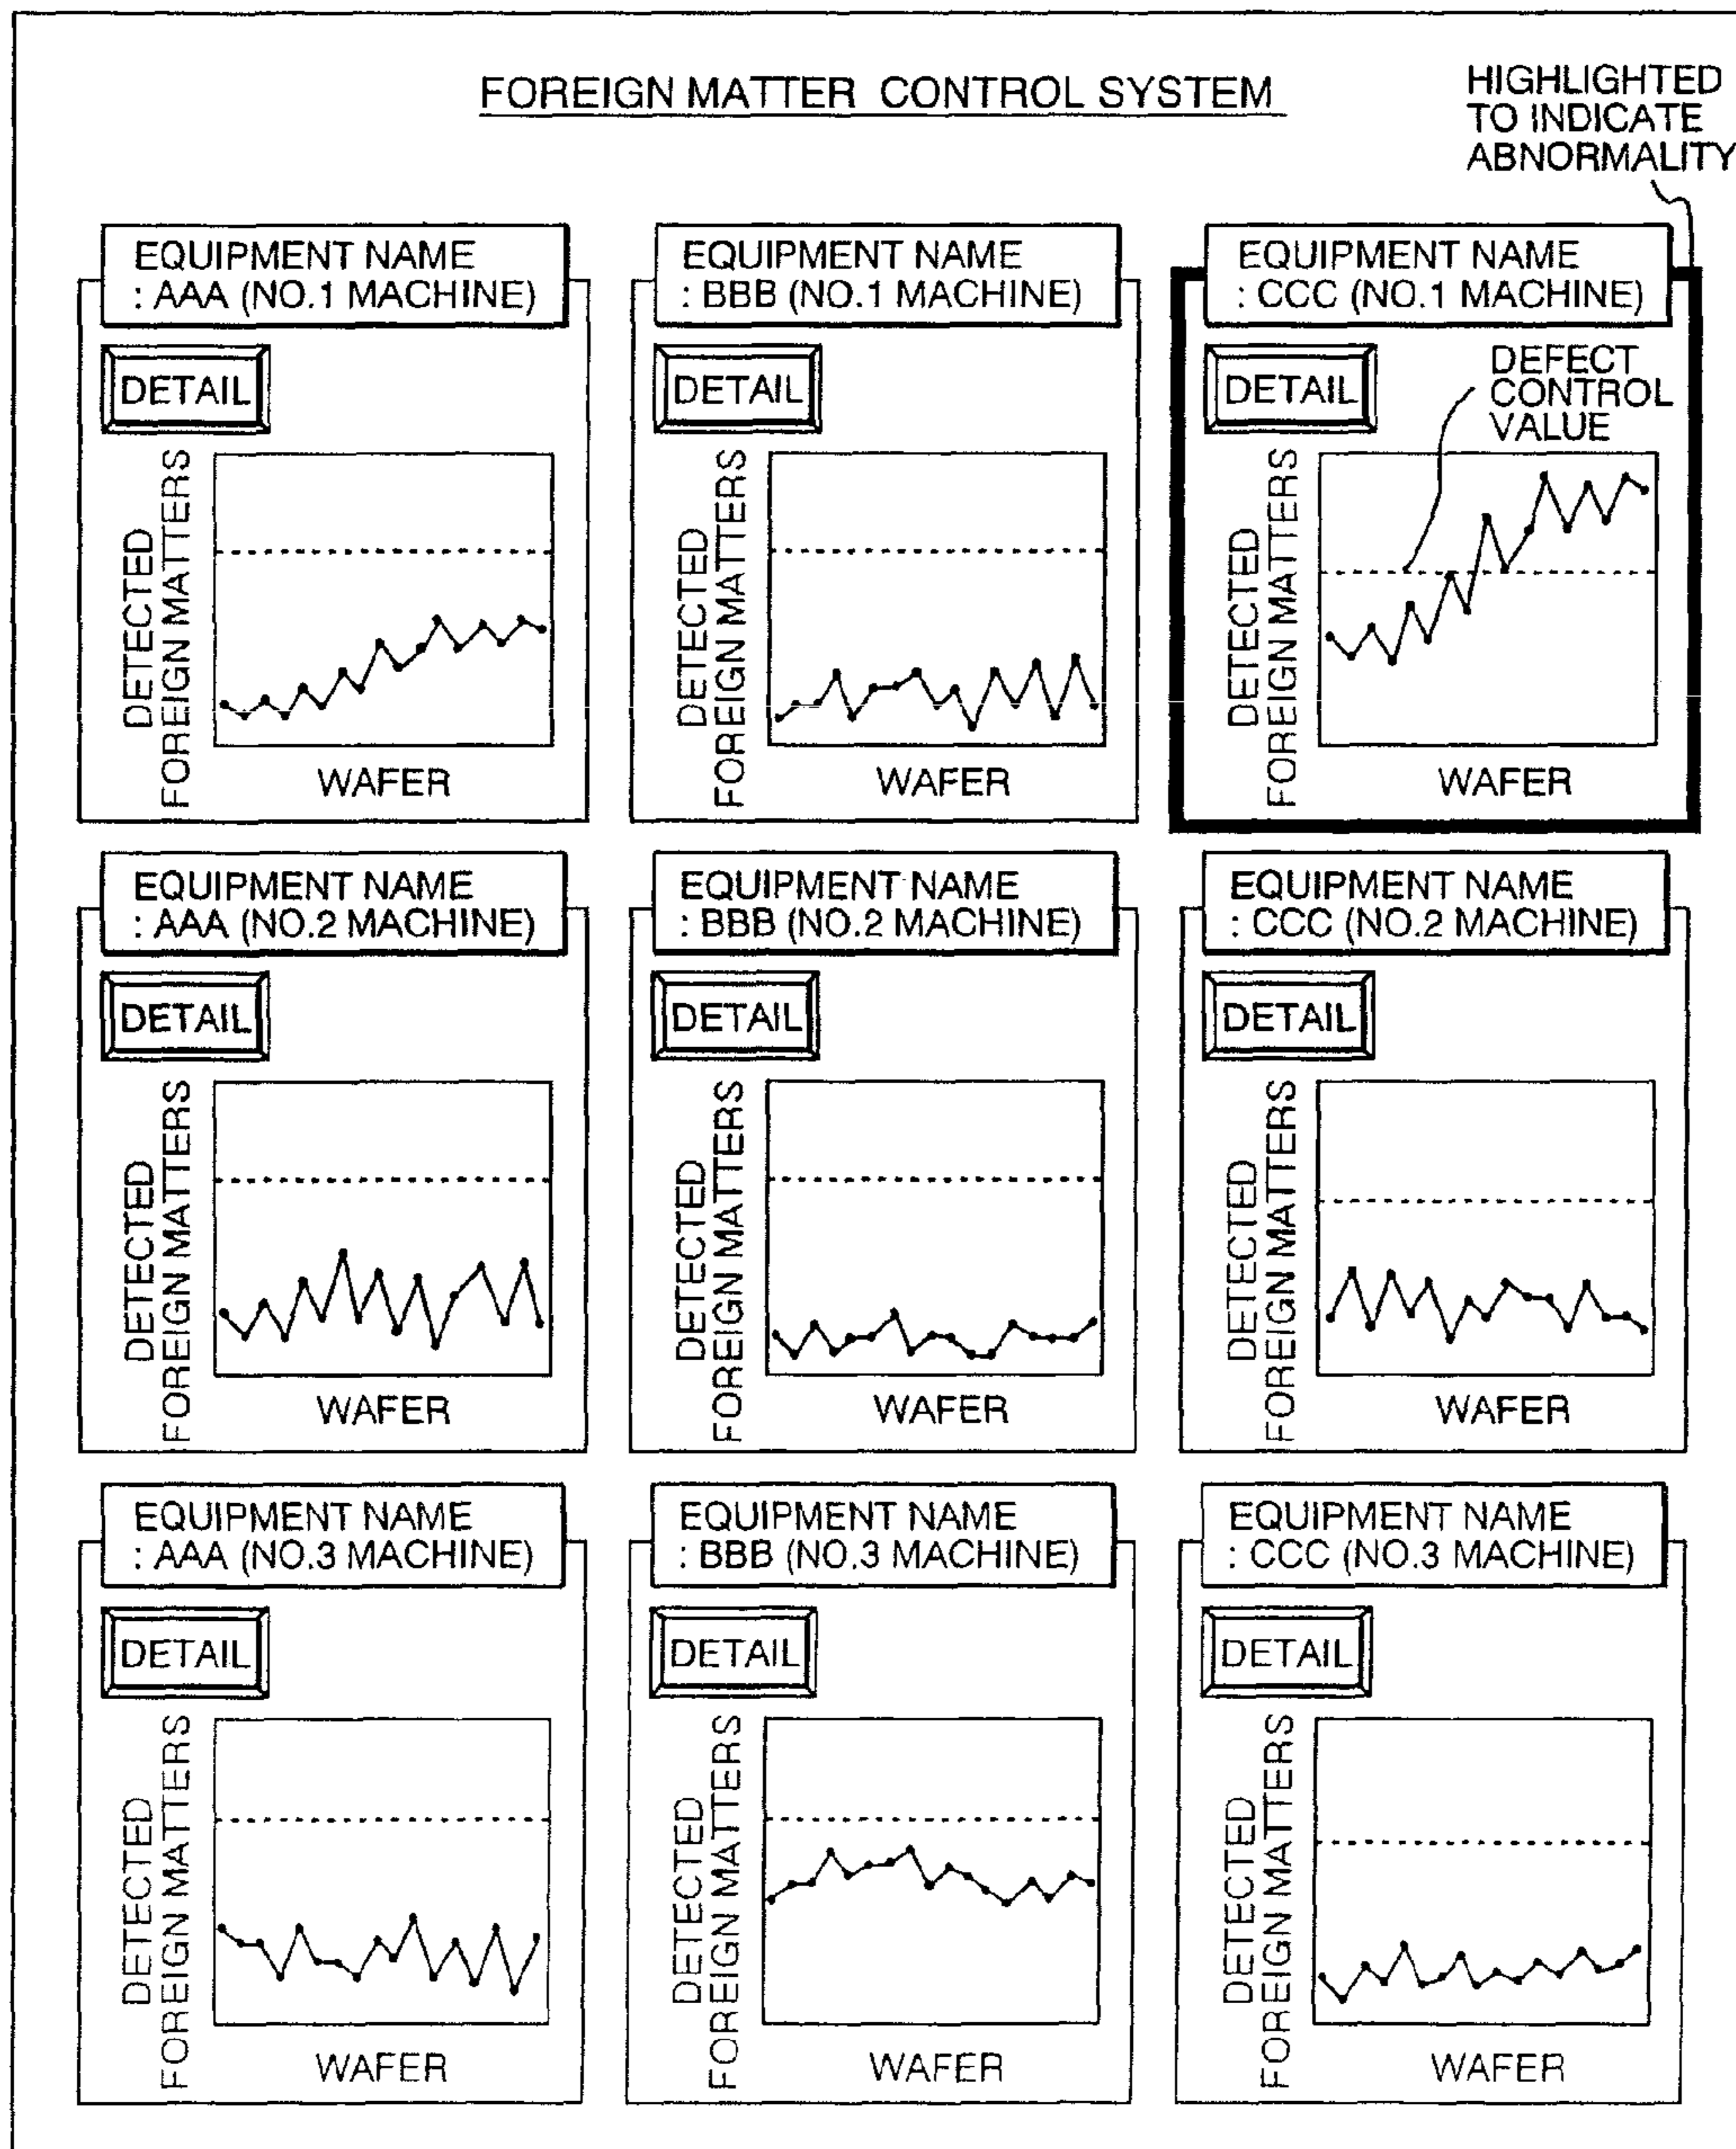 FOREIGN MATTER CONTROL SYSTEM
HIGHLIGHTED
TO INDICATE
ABNORMALITY
EQUIPMENT NAME
: AAA (NO.1 MACHINE)
DETAIL
DETECTED
FOREIGN MATTERS
WAFER
EQUIPMENT NAME
: BBB (NO.1 MACHINE)
DETAIL
DETECTED
FOREIGN MATTERS
WAFER
EQUIPMENT NAME
: CCC (NO.1 MACHINE)
DETAIL
DEFECT
CONTROL
VALUE
DETECTED
FOREIGN MATTERS
WAFER
EQUIPMENT NAME
: AAA (NO.2 MACHINE)
DETAIL
DETECTED
FOREIGN MATTERS
WAFER
EQUIPMENT NAME
: BBB (NO.2 MACHINE)
DETAIL
DETECTED
FOREIGN MATTERS
WAFER
EQUIPMENT NAME
: CCC (NO.2 MACHINE)
DETAIL
DETECTED
FOREIGN MATTERS
WAFER
EQUIPMENT NAME
: AAA (NO.3 MACHINE)
DETAIL
DETECTED
FOREIGN MATTERS
WAFER
EQUIPMENT NAME
: BBB (NO.3 MACHINE)
DETAIL
DETECTED
FOREIGN MATTERS
WAFER
EQUIPMENT NAME
: CCC (NO.3 MACHINE)
DETAIL
DETECTED
FOREIGN MATTERS
WAFER